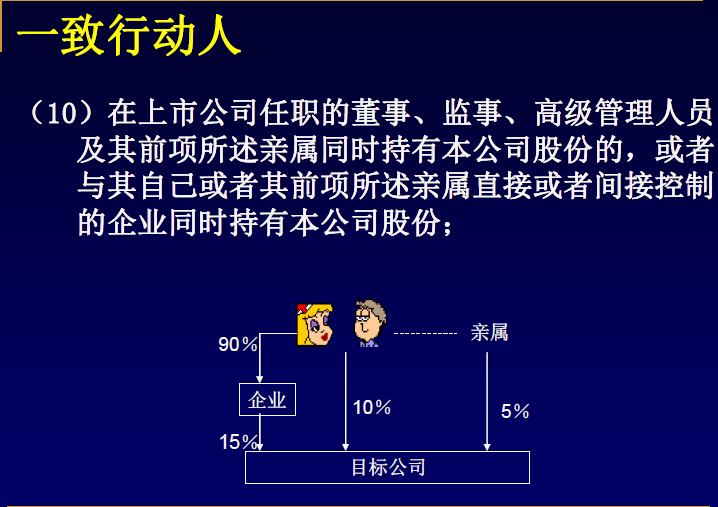 一致行动人
（10）在上市公司任职的董事、监事、高级管理人员
及其前项所述亲属同时持有本公司股份的，或者
与其自己或者其前项所述亲属直接或者间接控制
的企业同时持有本公司股份；
亲属
90%
企业
10%
5%
15%
目标公司